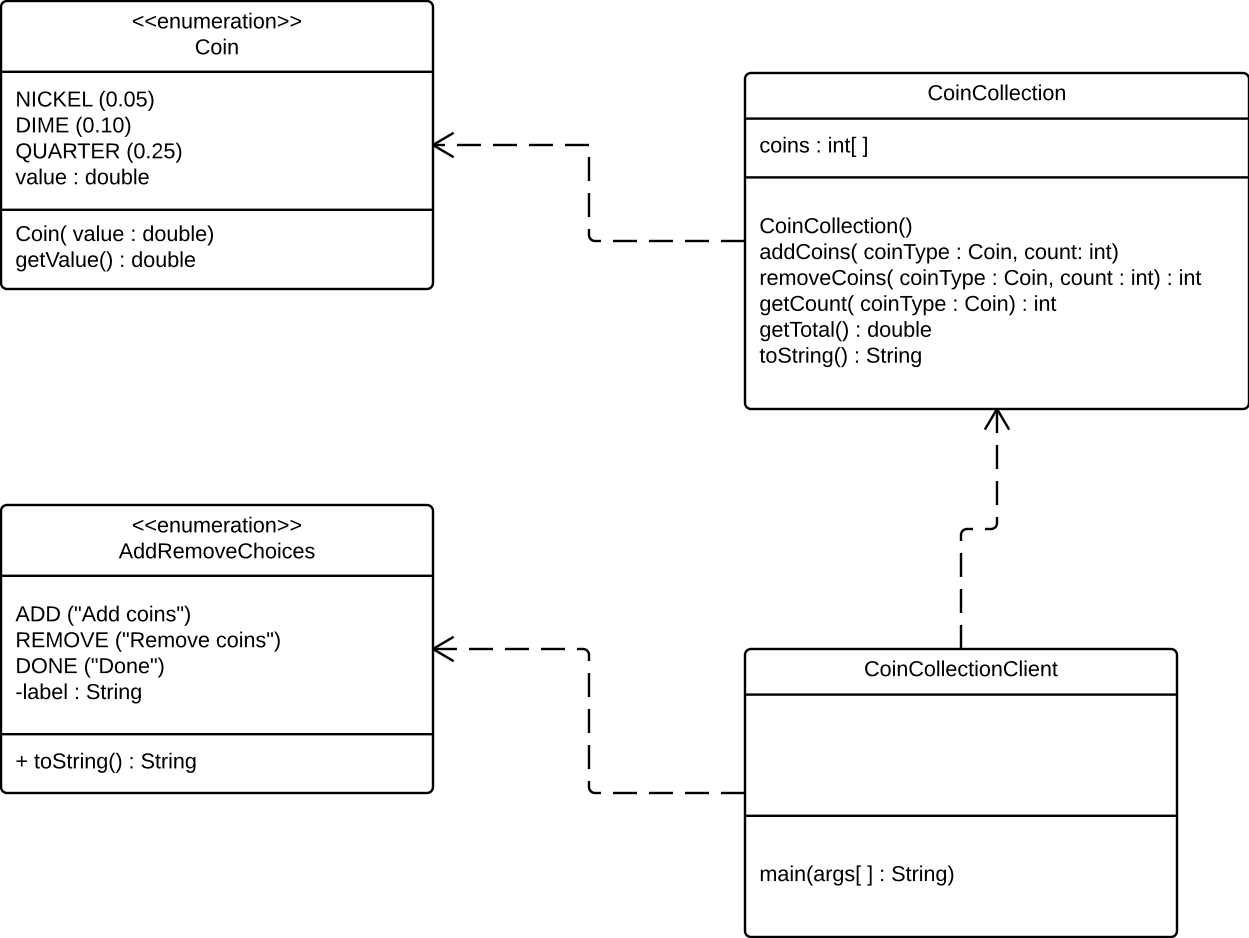 <<enumeration>>
Coin
NICKEL (0.05)
DIME (0.10)
QUARTER (0.25)
value : double
Coin( value : double)
getValue() : double
CoinCollection
coins : int[ ]
CoinCollection()
addCoins( coinType : Coin, count: int)
removeCoins( coinType : Coin, count : int) : int
getCount( coinType : Coin) : int
getTotal() : double
toString() : String
<<enumeration>>
AddRemoveChoices
ADD ("Add coins")
REMOVE ("Remove coins")
DONE ("Done")
-label : String
+ toString() : String
CoinCollectionClient
main(args[ ] : String)